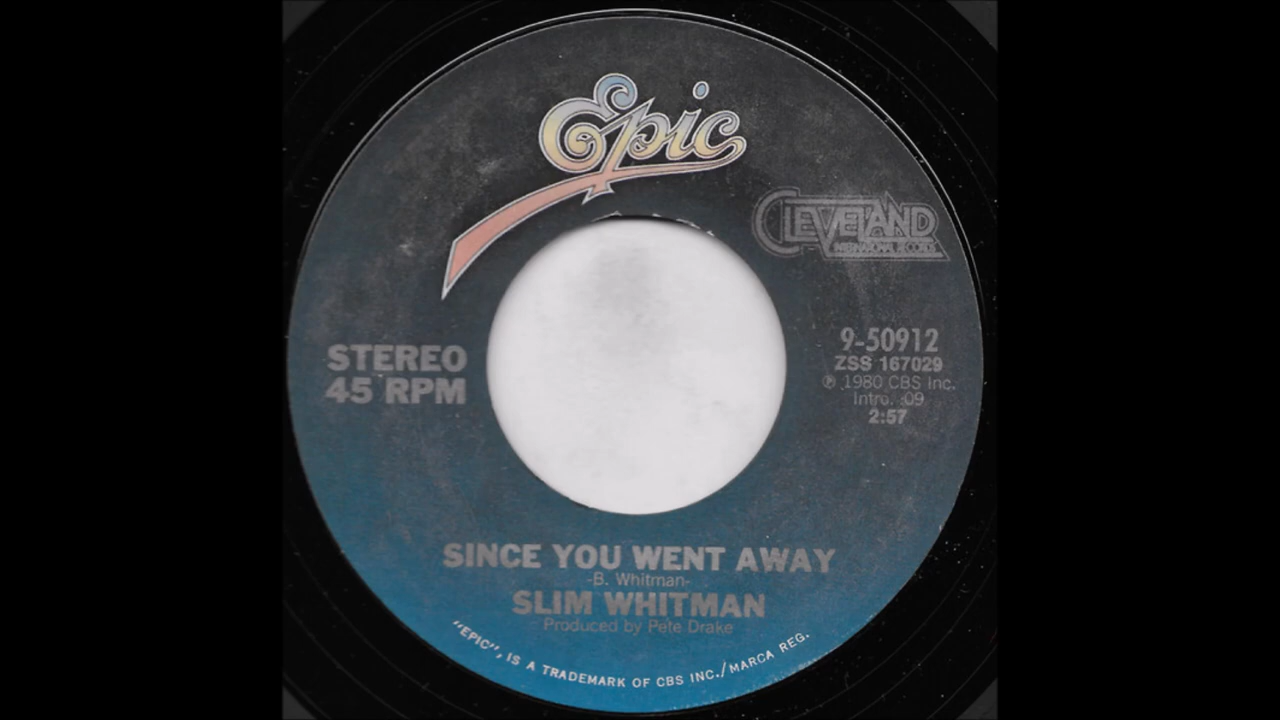 Epic
CLEVELAND
INTERNATIONAL RECORDS
STEREO
45 RPM
9-50912
ZSS 167029
℗ 1980 CBS Inc.
Intro. :09
2:57
SINCE YOU WENT AWAY
-B. Whitman-
SLIM WHITMAN
Produced by Pete Drake
"EPIC", IS A TRADEMARK OF CBS INC./MARCA REG.